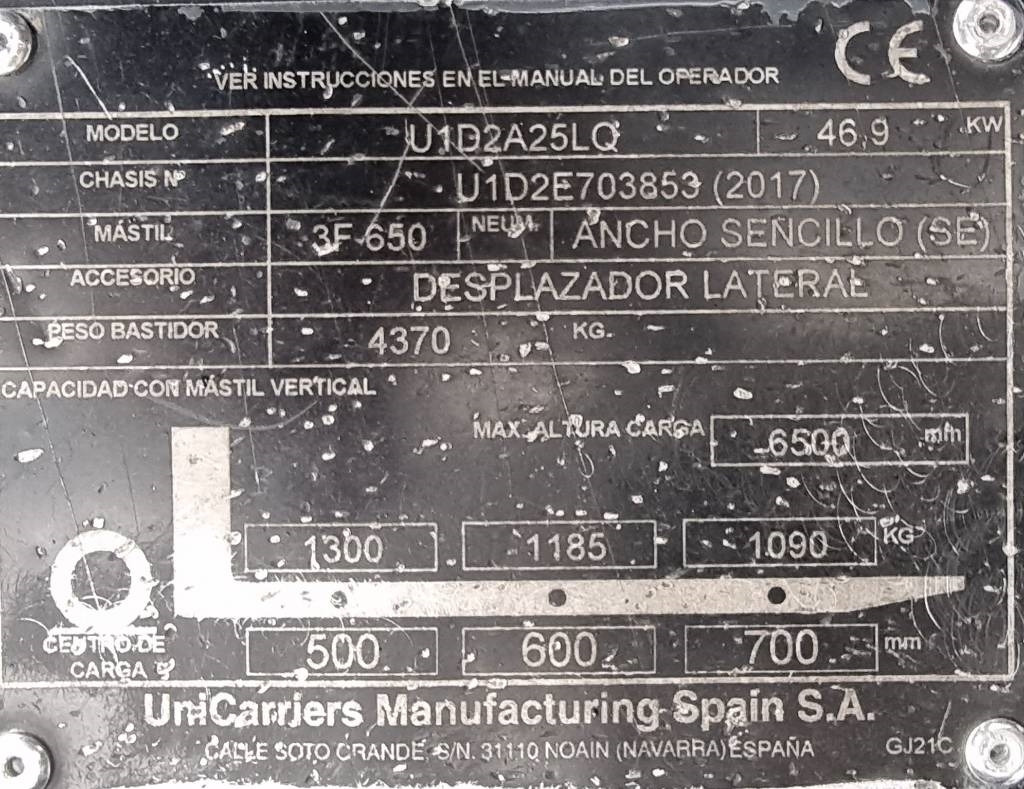 CE
VER INSTRUCCIONES EN EL MANUAL DEL OPERADOR
MODELO U1D2A25LQ 46,9 KW
CHASIS Nº U1D2E703853 (2017)
MÁSTIL 3F 650 NEUM. ANCHO SENCILLO (SE)
ACCESORIO DESPLAZADOR LATERAL
PESO BASTIDOR 4370 KG.
CAPACIDAD CON MÁSTIL VERTICAL
MAX. ALTURA CARGA 6500 mm
1300 1185 1090 KG
CENTRO DE CARGA 500 600 700 mm
UniCarriers Manufacturing Spain S.A.
CALLE SOTO GRANDE S/N. 31110 NOAIN (NAVARRA) ESPAÑA GJ21C